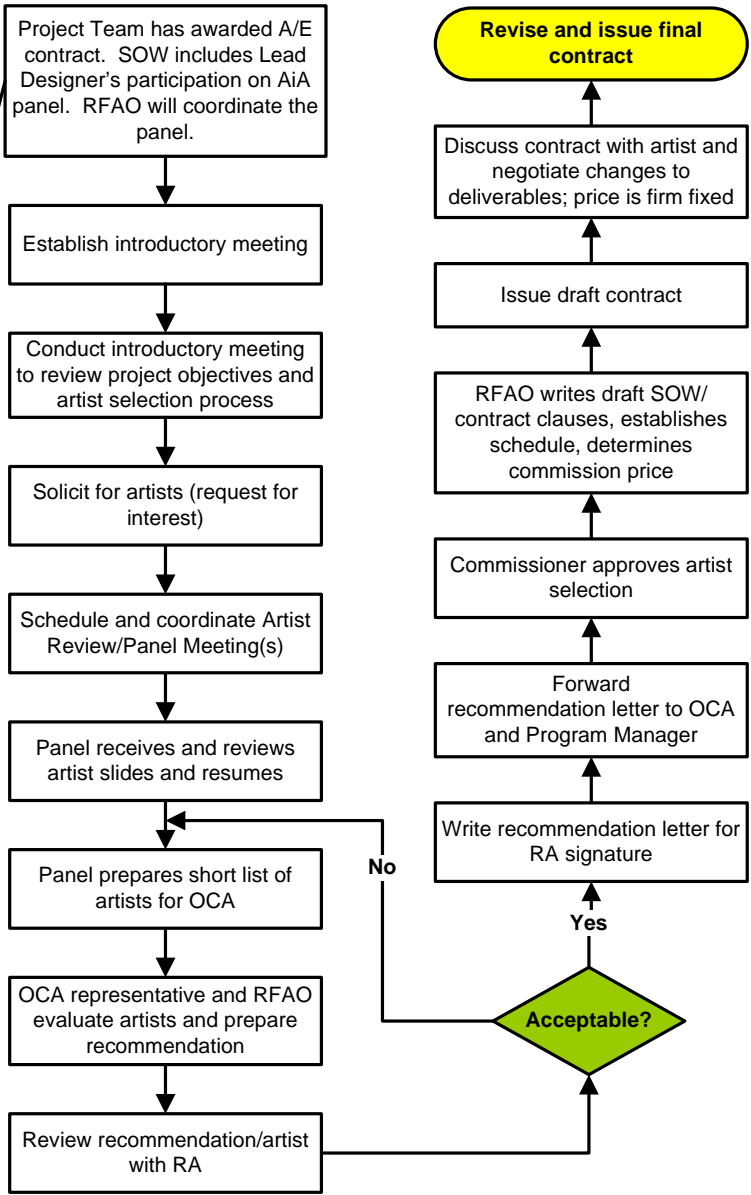 Project Team has awarded A/E
contract.  SOW includes Lead
Designer's participation on AiA
panel.  RFAO will coordinate the
panel.
Establish introductory meeting
Conduct introductory meeting
to review project objectives and
artist selection process
Solicit for artists (request for
interest)
Schedule and coordinate Artist
Review/Panel Meeting(s)
Panel receives and reviews
artist slides and resumes
Panel prepares short list of
artists for OCA
OCA representative and RFAO
evaluate artists and prepare
recommendation
Review recommendation/artist
with RA
Acceptable?
No
Yes
Write recommendation letter for
RA signature
Forward
recommendation letter to OCA
and Program Manager
Commissioner approves artist
selection
RFAO writes draft SOW/
contract clauses, establishes
schedule, determines
commission price
Issue draft contract
Discuss contract with artist and
negotiate changes to
deliverables; price is firm fixed
Revise and issue final
contract